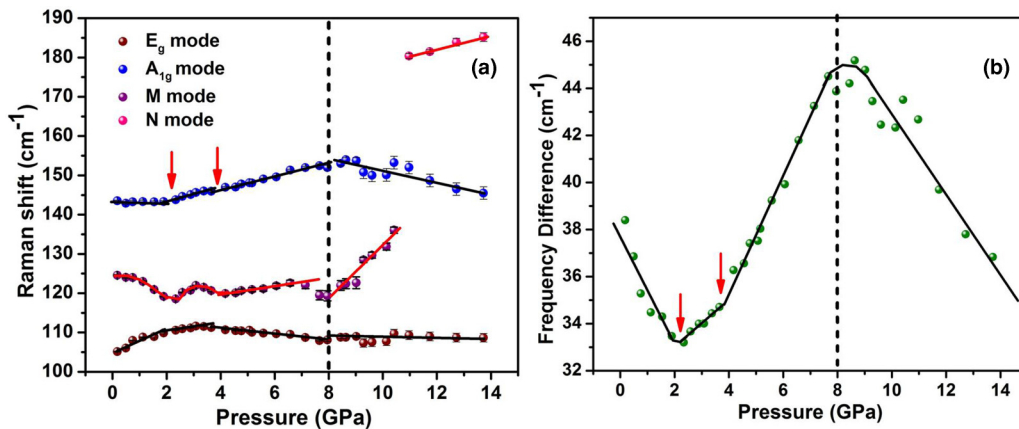 (a)
E_g mode
A_1g mode
M mode
N mode
190
180
170
160
150
140
130
120
110
100
Raman shift (cm^-1)
0 2 4 6 8 10 12 14
Pressure (GPa)
(b)
46
44
42
40
38
36
34
32
Frequency Difference (cm^-1)
0 2 4 6 8 10 12 14
Pressure (GPa)